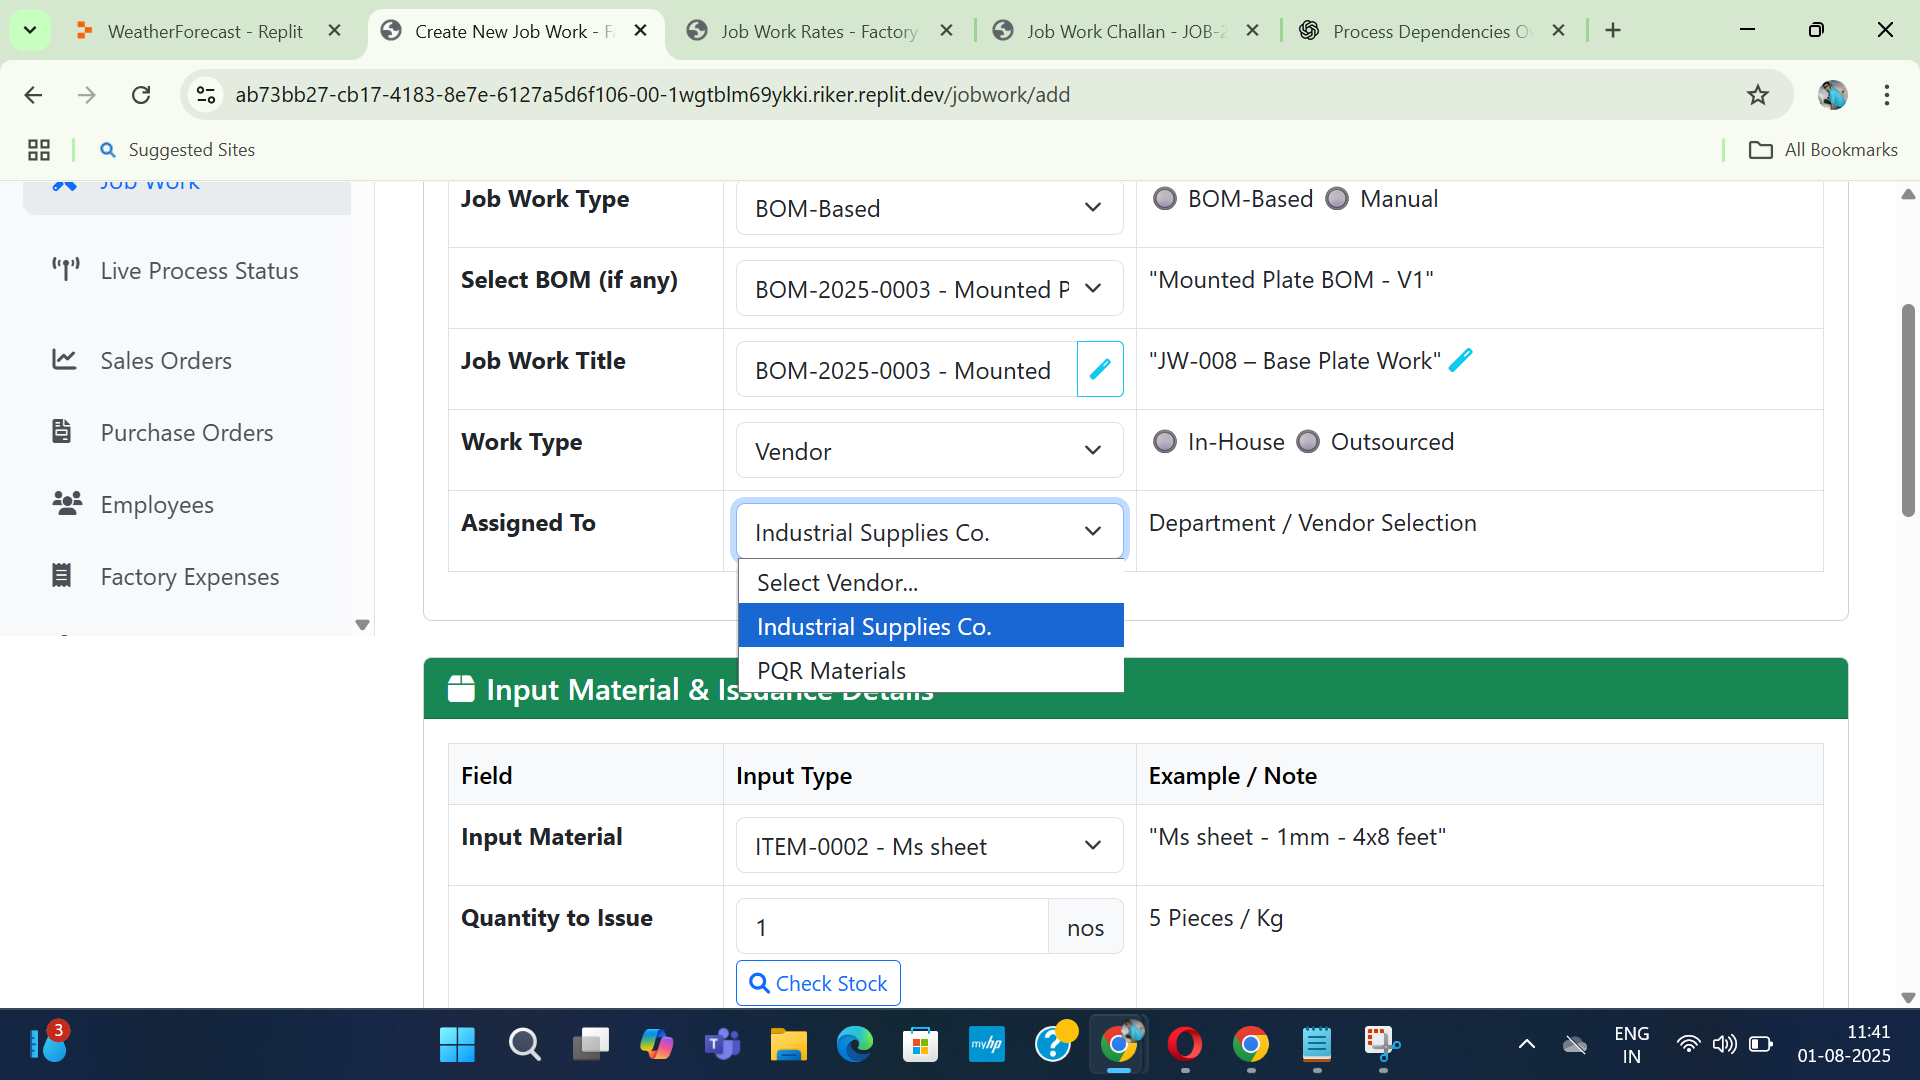 WeatherForecast - Replit
Create New Job Work - F
Job Work Rates - Factory
Job Work Challan - JOB-2
Process Dependencies Ov
ab73bb27-cb17-4183-8e7e-6127a5d6f106-00-1wgtblm69ykki.riker.replit.dev/jobwork/add
Suggested Sites
All Bookmarks
Job Work
Live Process Status
Sales Orders
Purchase Orders
Employees
Factory Expenses
Job Work Type
BOM-Based
BOM-Based Manual
Select BOM (if any)
BOM-2025-0003 - Mounted P
"Mounted Plate BOM - V1"
Job Work Title
BOM-2025-0003 - Mounted
"JW-008 – Base Plate Work"
Work Type
Vendor
In-House Outsourced
Assigned To
Industrial Supplies Co.
Department / Vendor Selection
Select Vendor...
Industrial Supplies Co.
PQR Materials
Input Material & Issuance Details
Field
Input Type
Example / Note
Input Material
ITEM-0002 - Ms sheet
"Ms sheet - 1mm - 4x8 feet"
Quantity to Issue
1
nos
5 Pieces / Kg
Check Stock
3
myhp
ENG
IN
11:41
01-08-2025